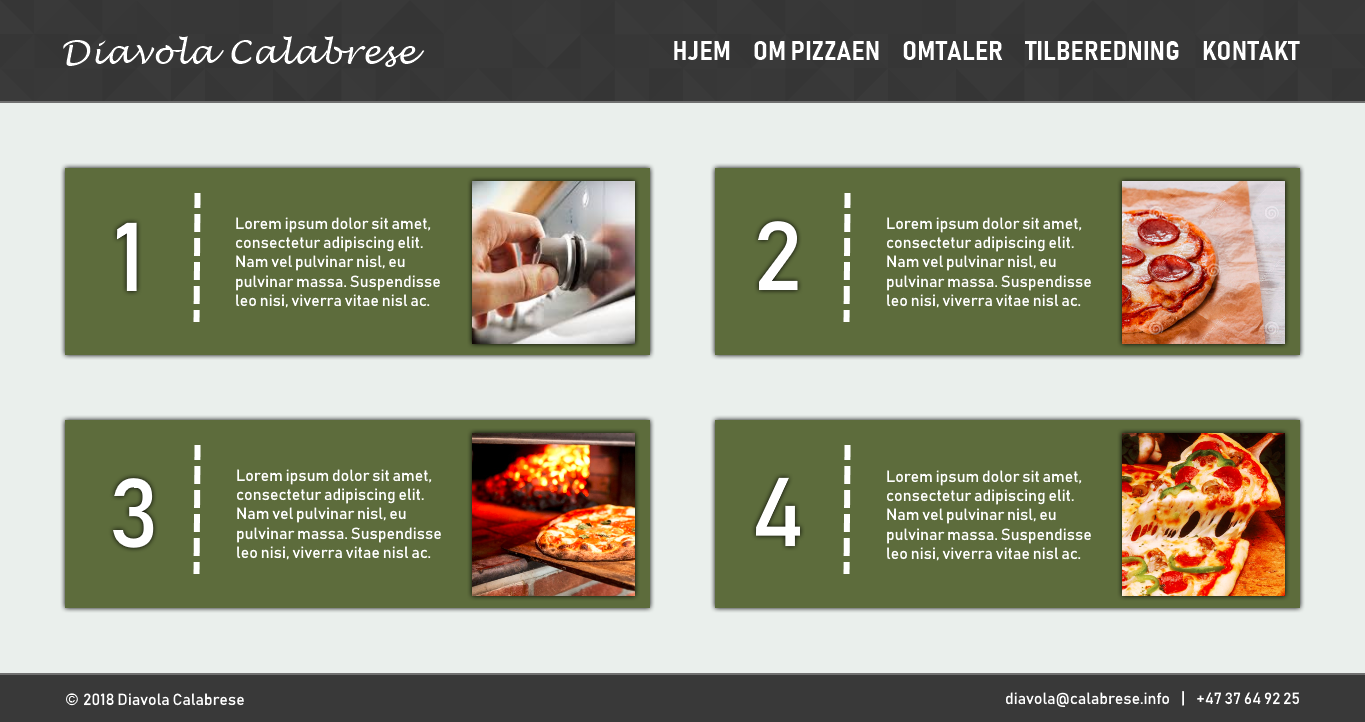 Diavola Calabrese
HJEM OM PIZZAEN OMTALER TILBEREDNING KONTAKT
1
Lorem ipsum dolor sit amet,
consectetur adipiscing elit.
Nam vel pulvinar nisl, eu
pulvinar massa. Suspendisse
leo nisi, viverra vitae nisl ac.
2
Lorem ipsum dolor sit amet,
consectetur adipiscing elit.
Nam vel pulvinar nisl, eu
pulvinar massa. Suspendisse
leo nisi, viverra vitae nisl ac.
3
Lorem ipsum dolor sit amet,
consectetur adipiscing elit.
Nam vel pulvinar nisl, eu
pulvinar massa. Suspendisse
leo nisi, viverra vitae nisl ac.
4
Lorem ipsum dolor sit amet,
consectetur adipiscing elit.
Nam vel pulvinar nisl, eu
pulvinar massa. Suspendisse
leo nisi, viverra vitae nisl ac.
© 2018 Diavola Calabrese
diavola@calabrese.info | +47 37 64 92 25